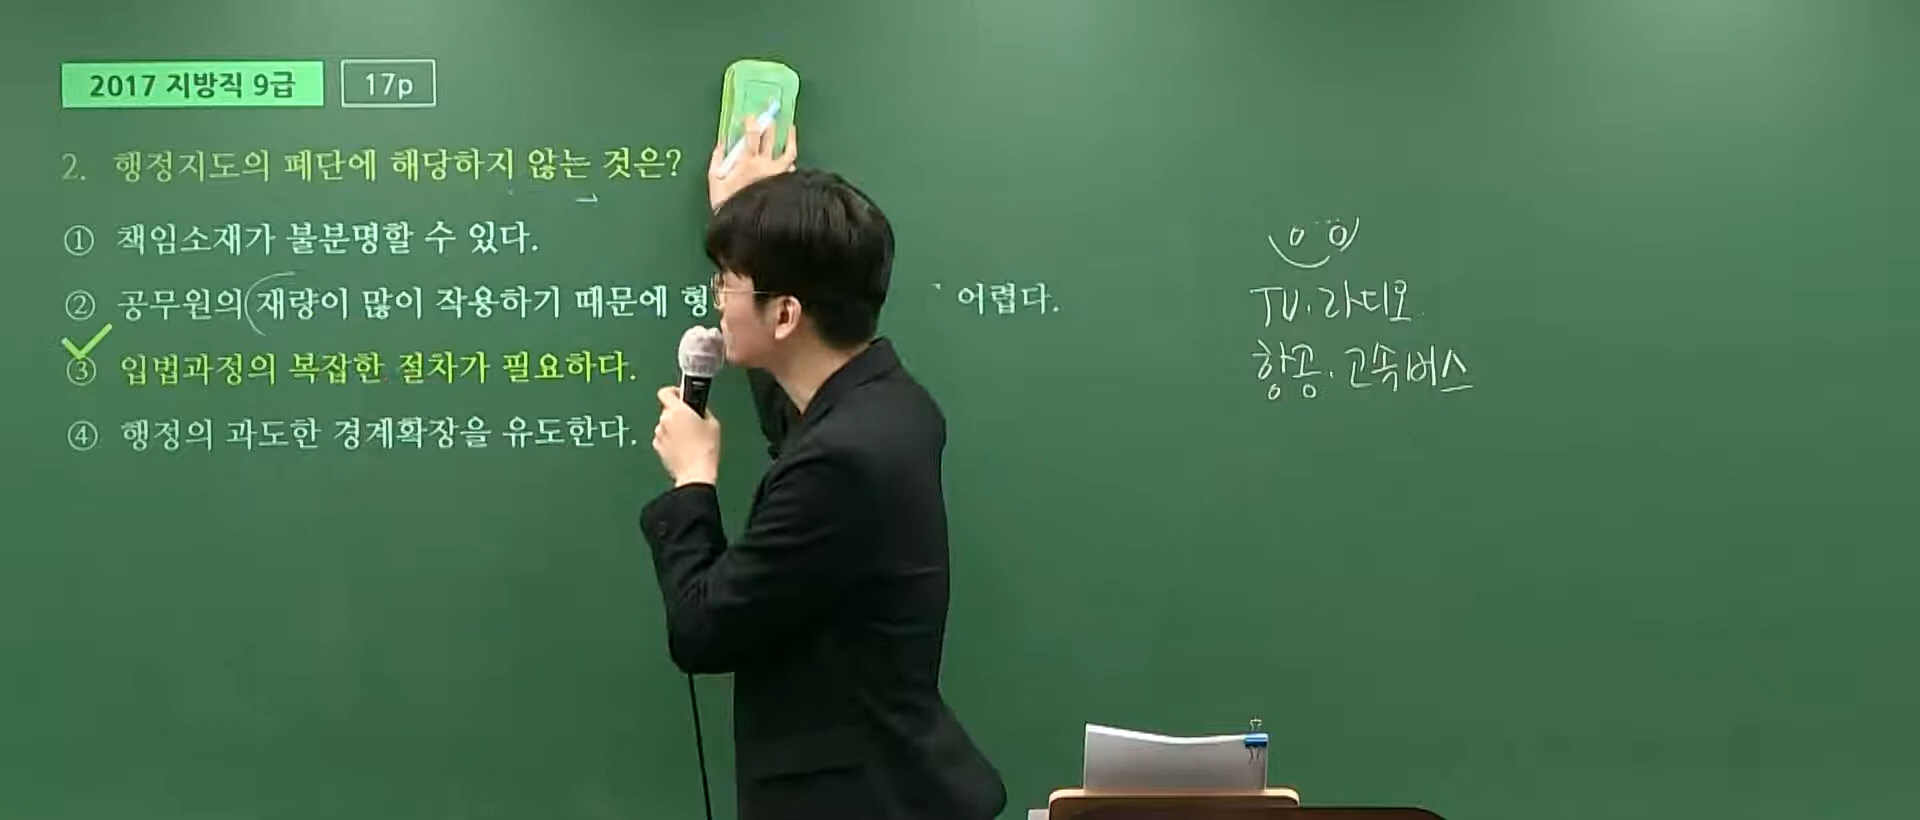 2017 지방직 9급
17p
2. 행정지도의 폐단에 해당하지 않는 것은?
① 책임소재가 불분명할 수 있다.
② 공무원의 재량이 많이 작용하기 때문에 형 어렵다.
③ 입법과정의 복잡한 절차가 필요하다.
④ 행정의 과도한 경계확장을 유도한다.
TV·라디오
항공·고속버스